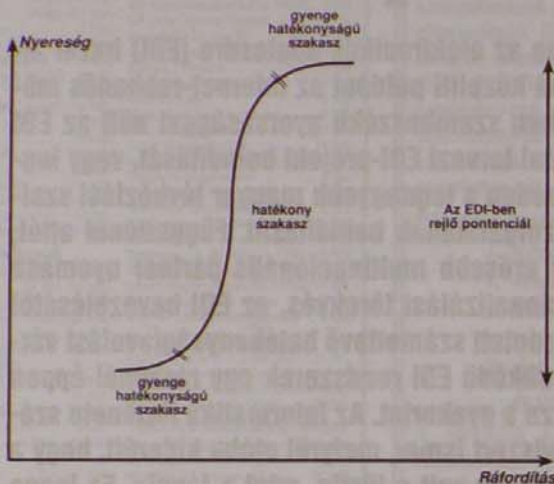 Nyereség
gyenge
hatékonyságú
szakasz
hatékony
szakasz
Az EDI-ben
rejlő pontenciál
gyenge
hatékonyságú
szakasz
Ráfordítás